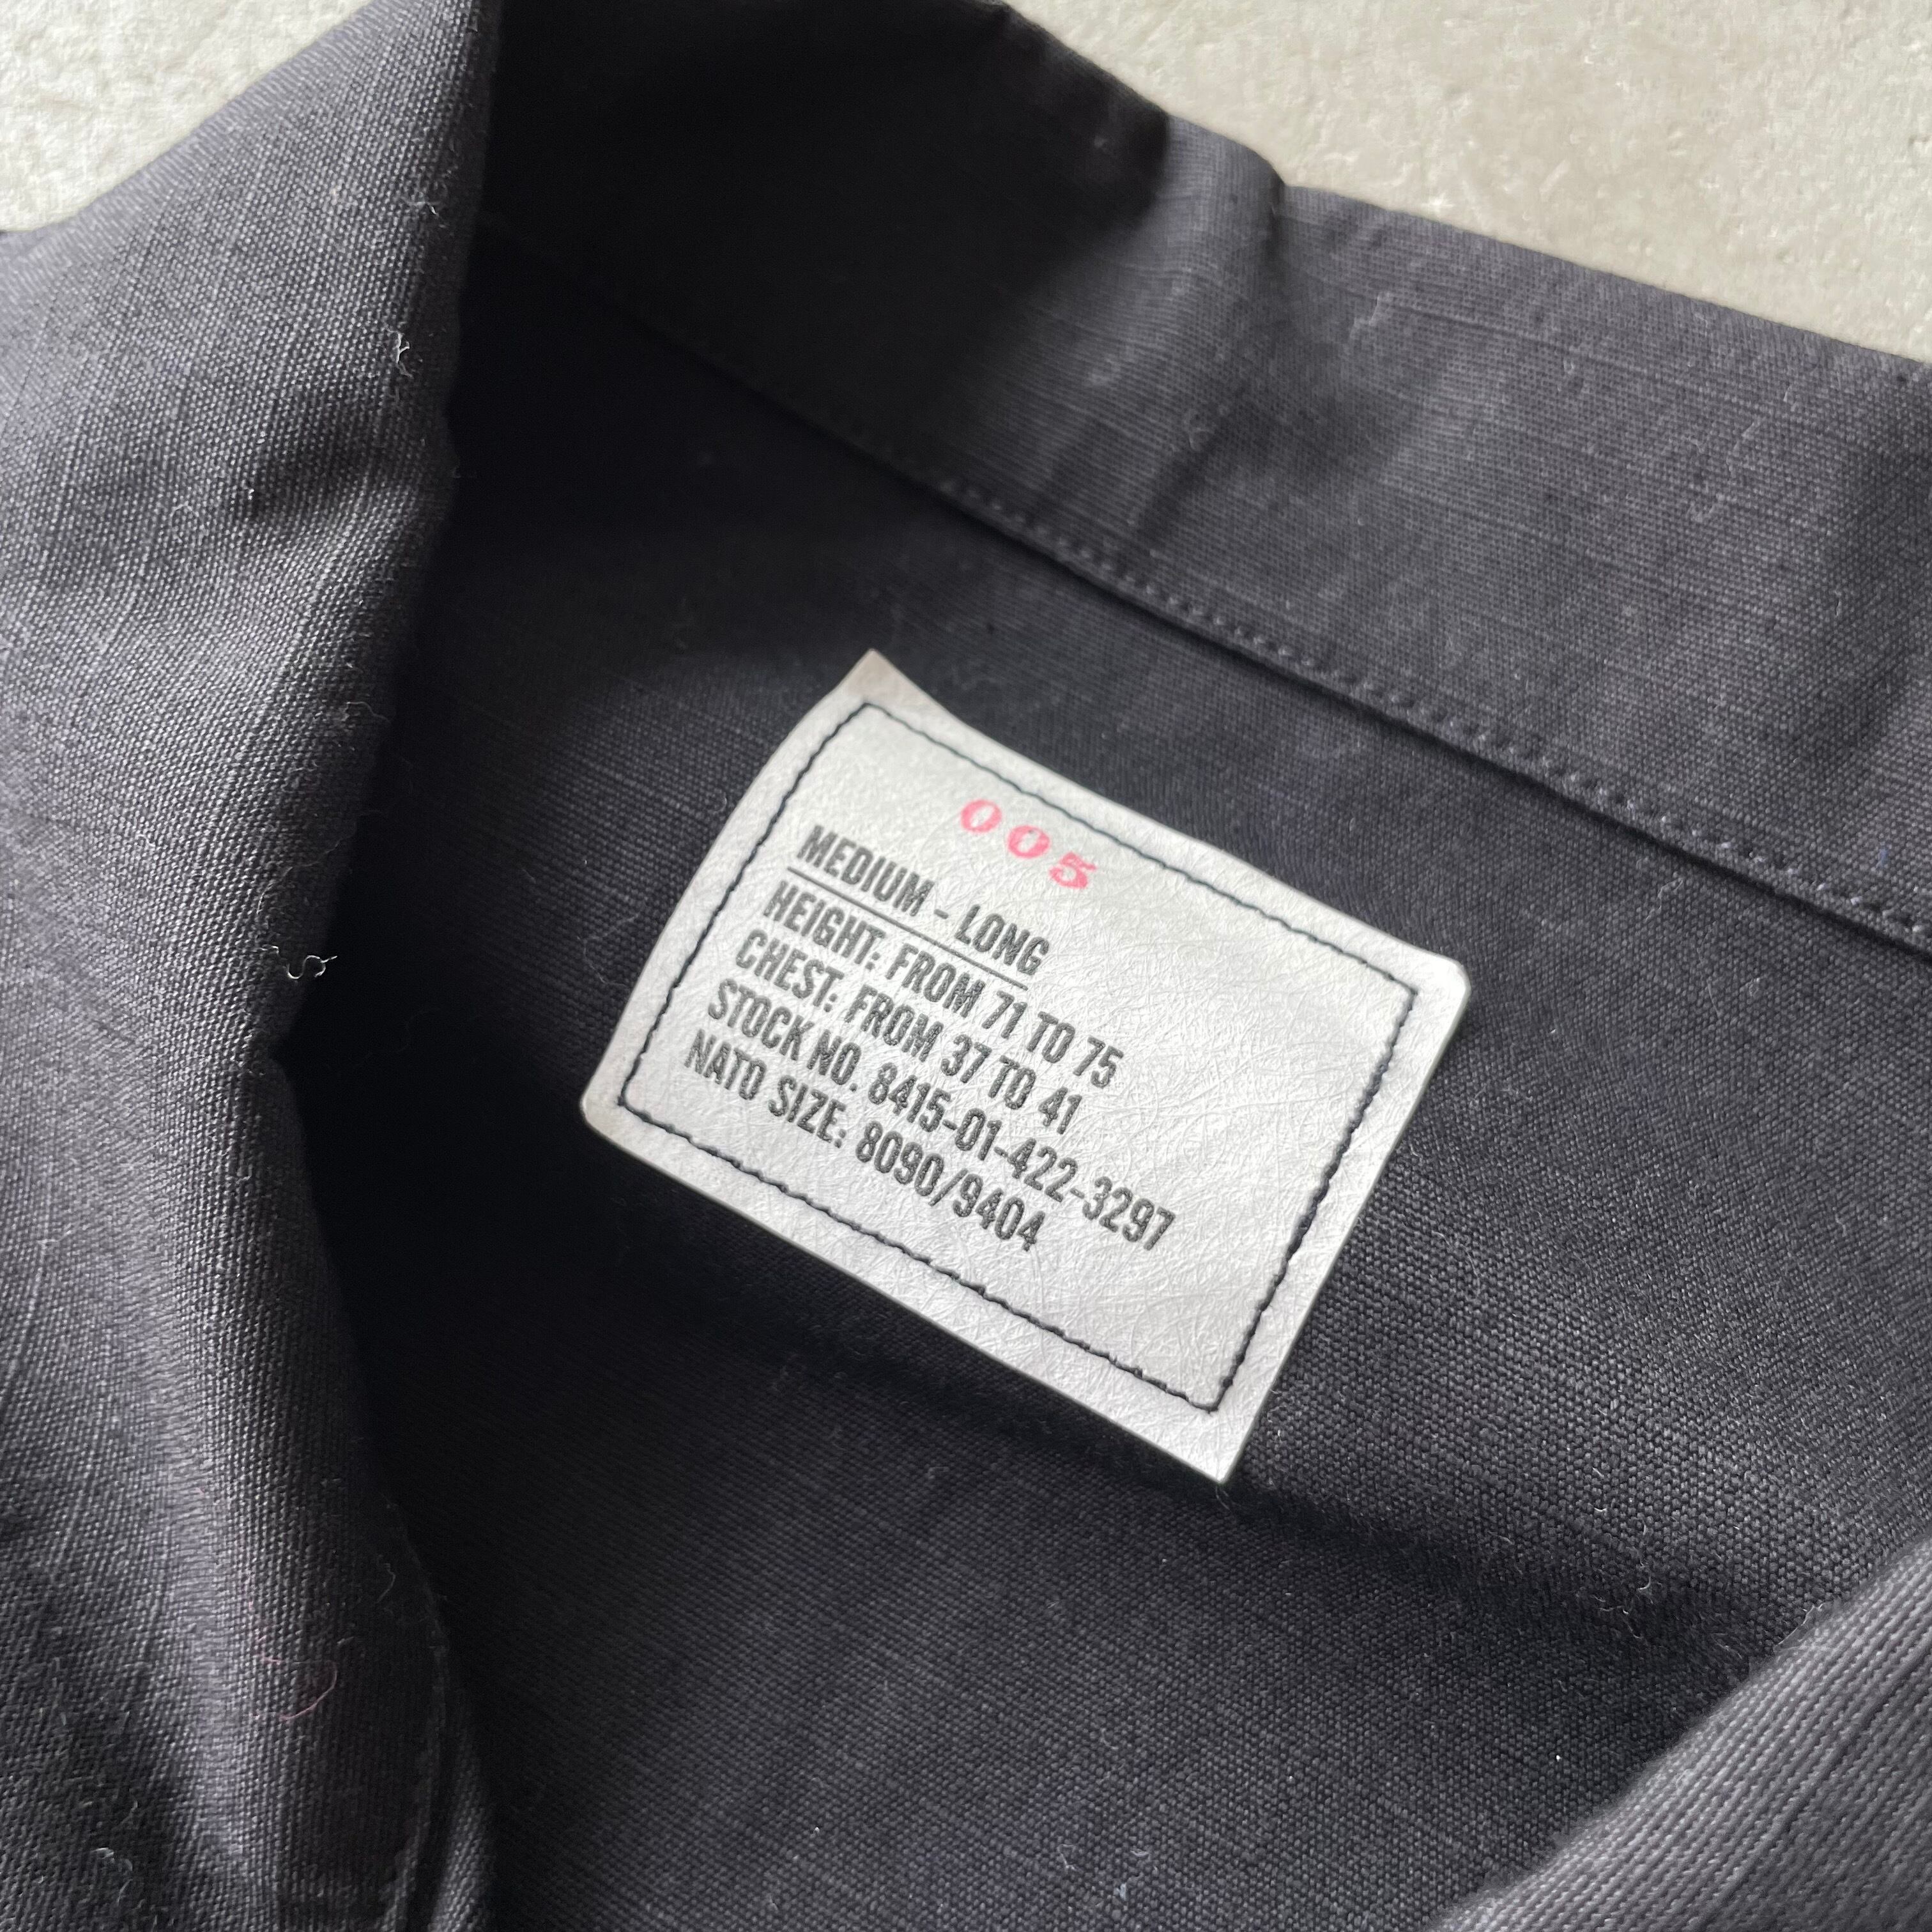 005
MEDIUM - LONG
HEIGHT: FROM 71 TO 75
CHEST: FROM 37 TO 41
STOCK NO. 8415-01-422-3297
NATO SIZE: 8090/9404